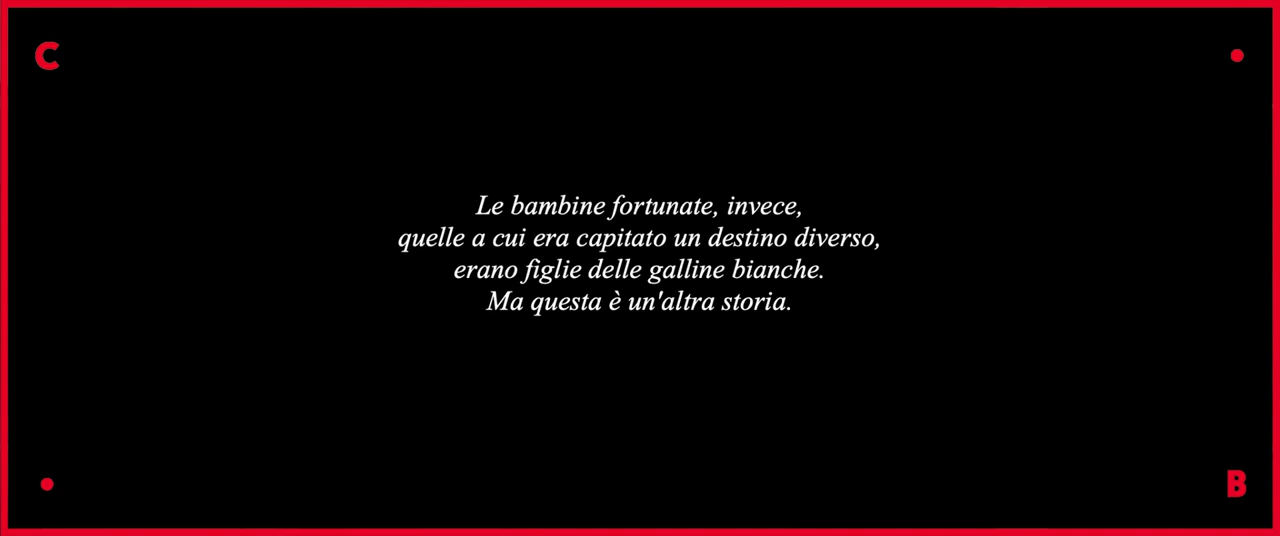 C
Le bambine fortunate, invece,
quelle a cui era capitato un destino diverso,
erano figlie delle galline bianche.
Ma questa è un'altra storia.
B